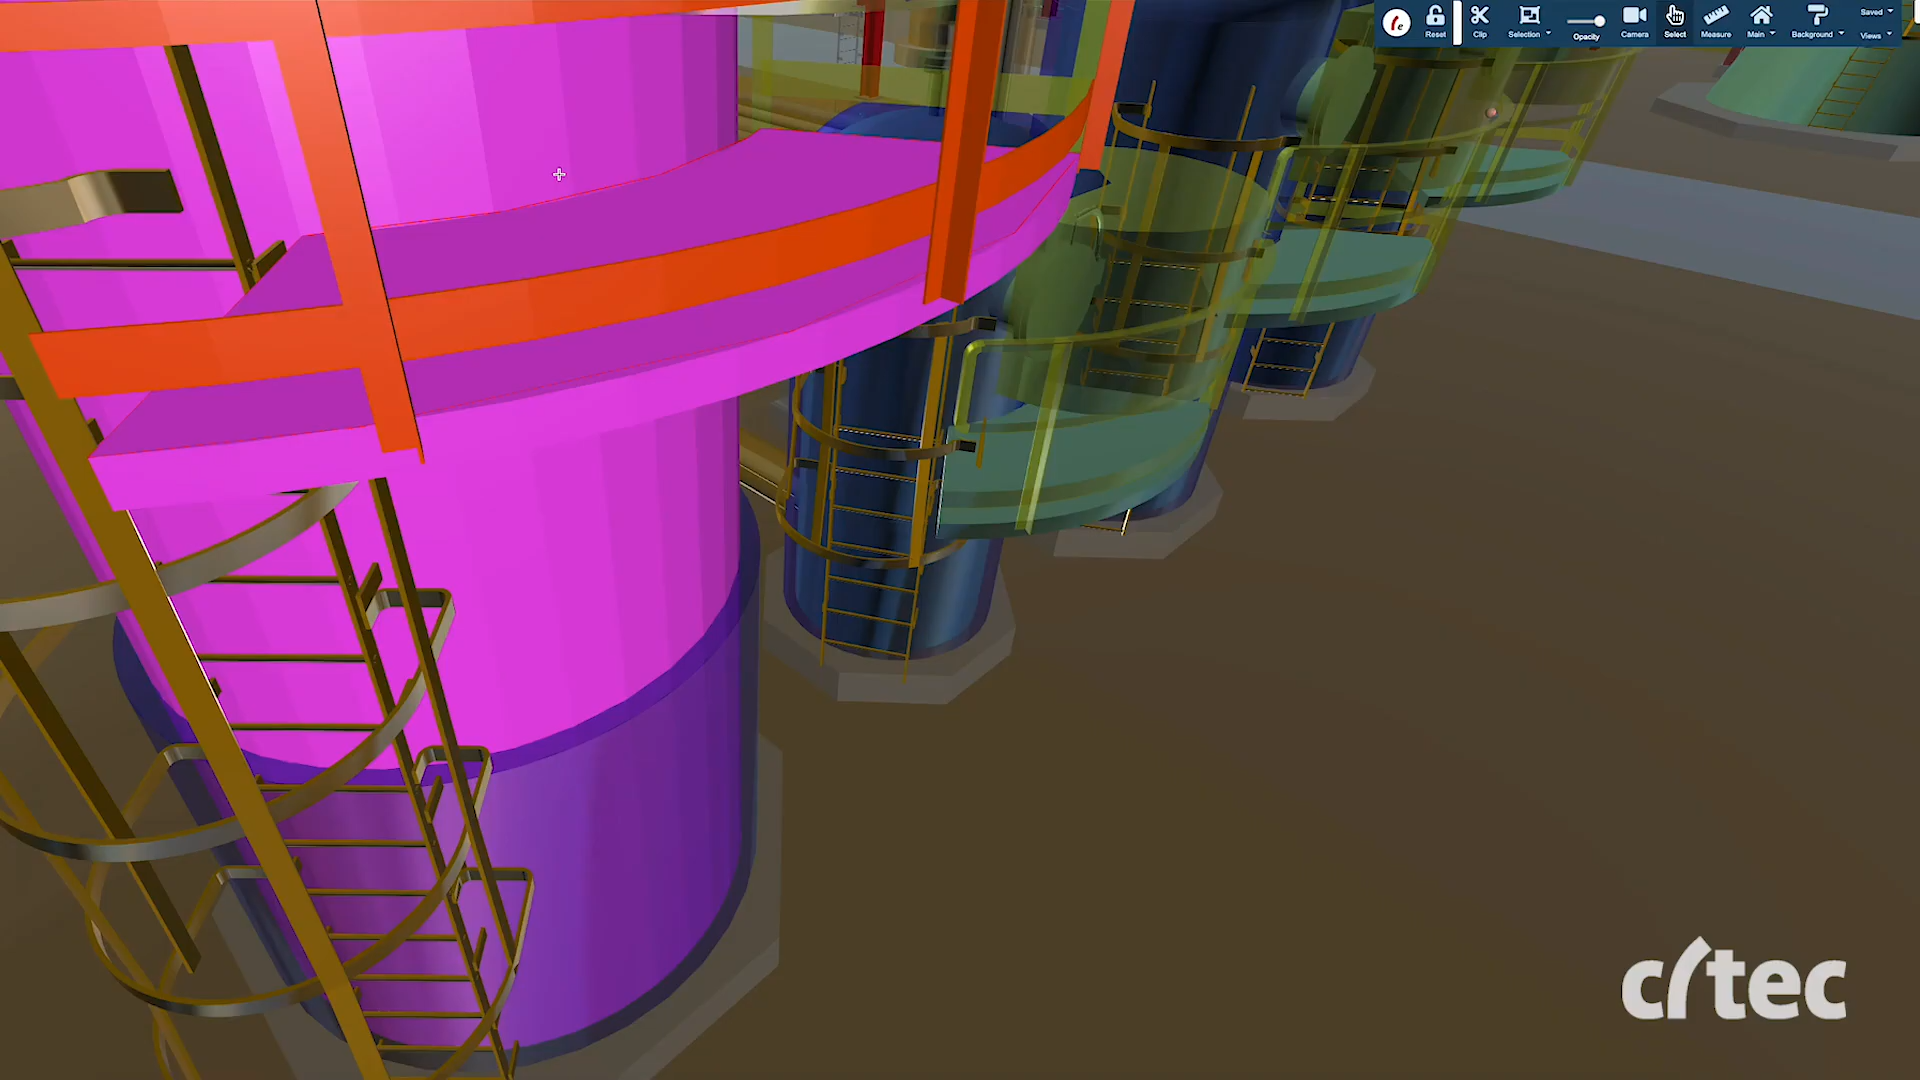 Reset
Clip
Selection
Opacity
Camera
Select
Measure
Main
Background
Saved
Views
citec